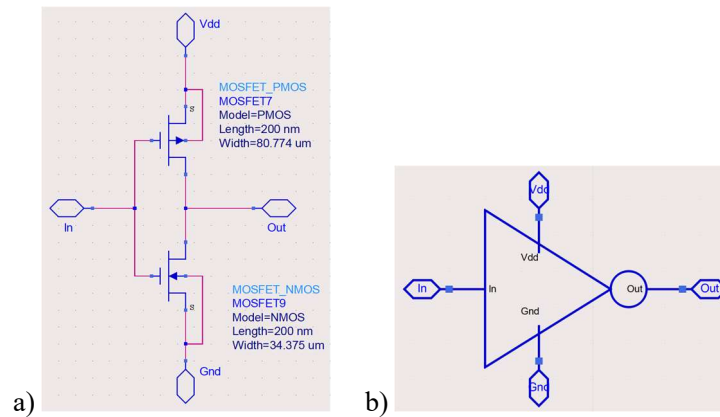 Vdd
S
MOSFET_PMOS
MOSFET7
Model=PMOS
Length=200 nm
Width=80.774 um
In
Out
MOSFET_NMOS
MOSFET9
Model=NMOS
Length=200 nm
Width=34.375 um
S
Gnd
a)
Vdd
Vdd
In
In
Out
Out
Gnd
Gnd
b)